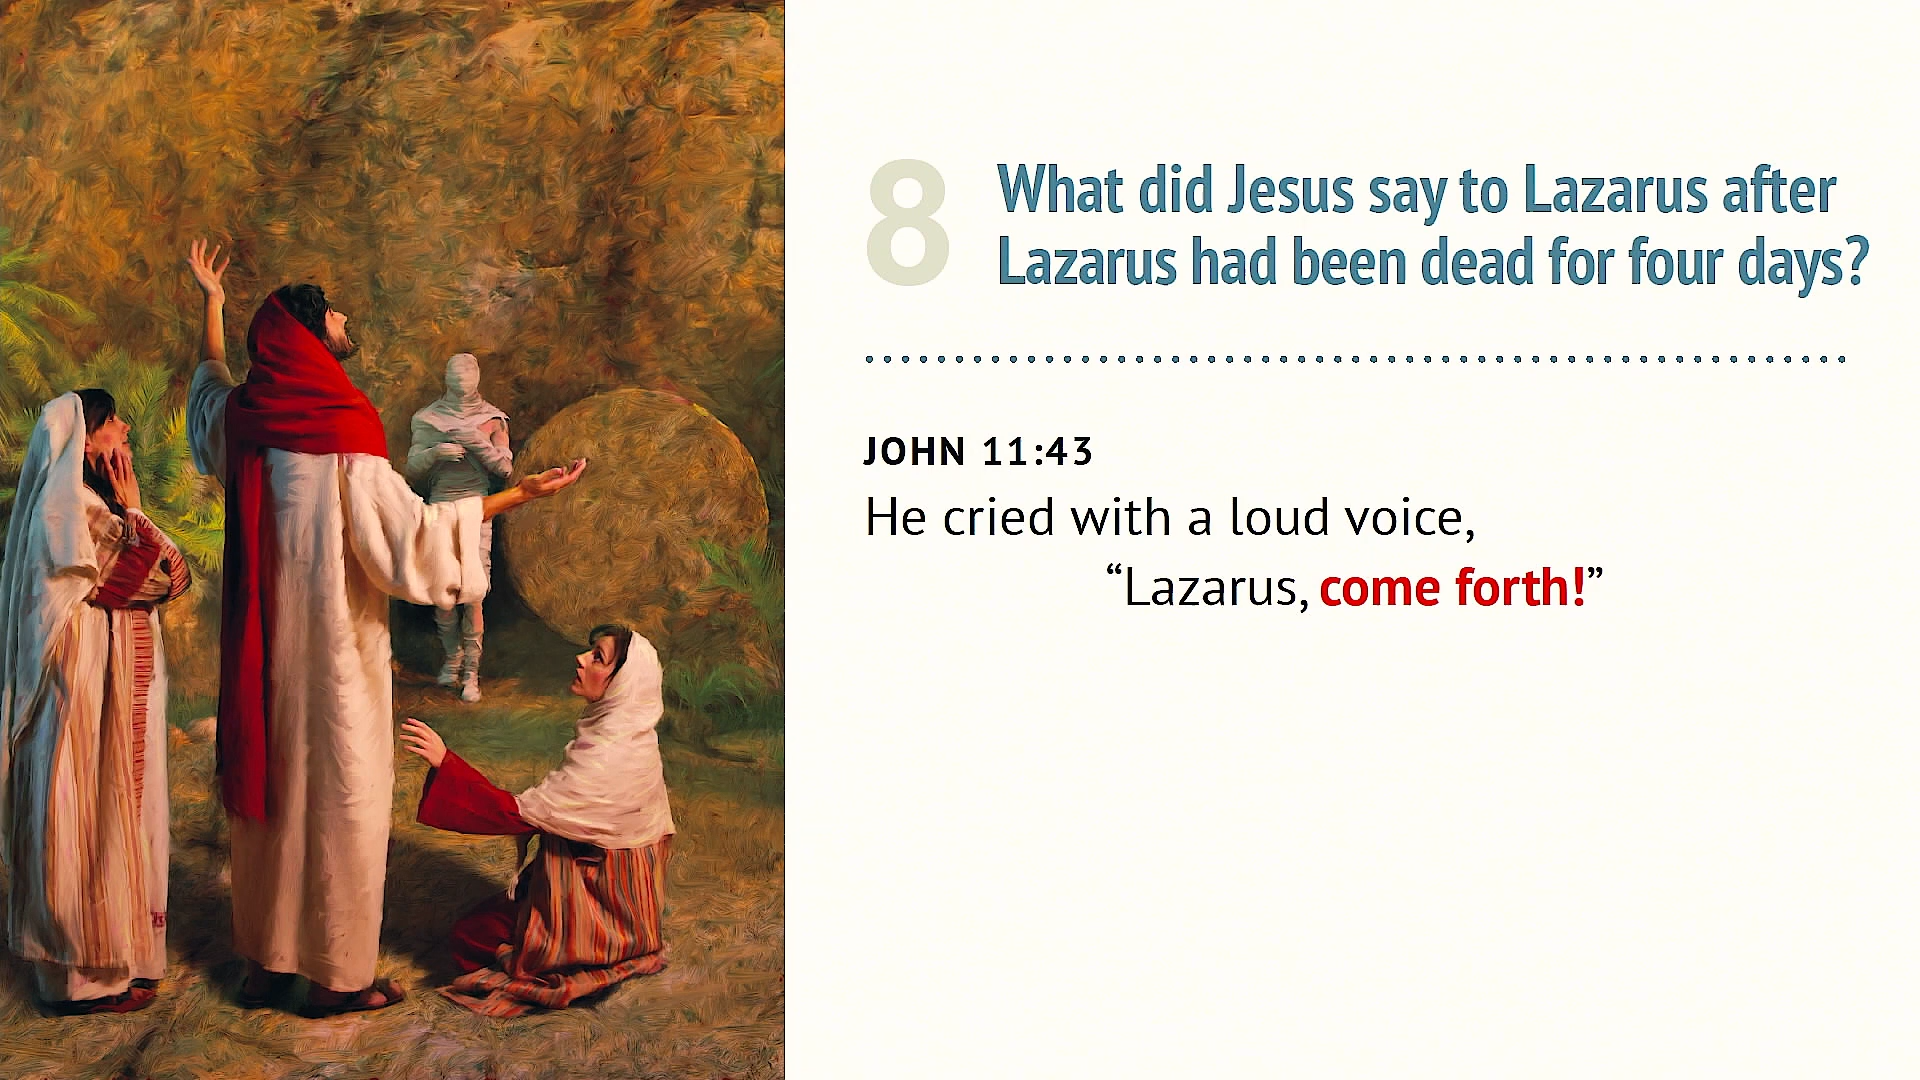 8
What did Jesus say to Lazarus after
Lazarus had been dead for four days?
JOHN 11:43
He cried with a loud voice,
“Lazarus, come forth!”